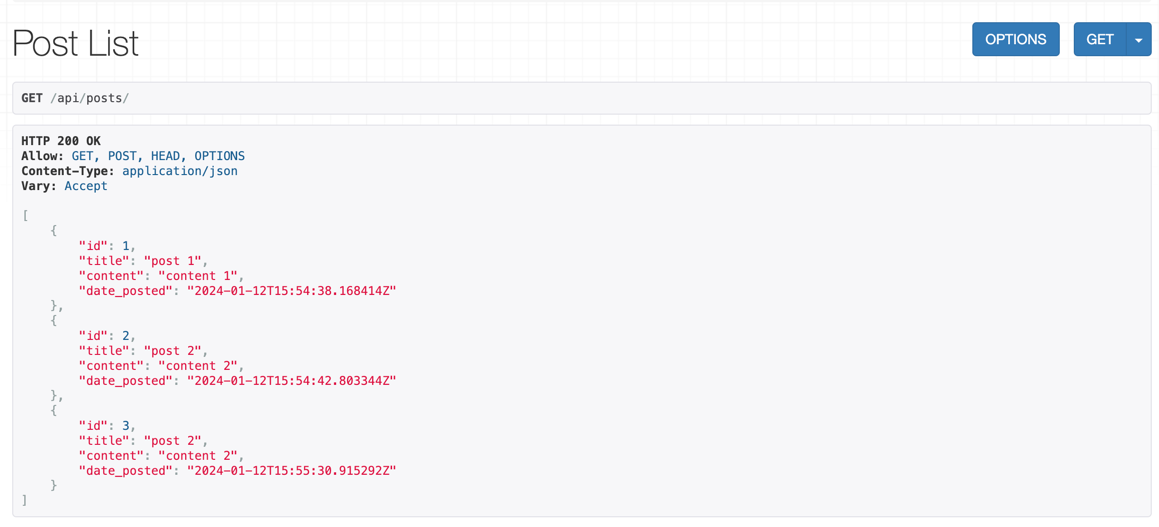 Post List
OPTIONS
GET
GET /api/posts/
HTTP 200 OK
Allow: GET, POST, HEAD, OPTIONS
Content-Type: application/json
Vary: Accept
[
    {
        "id": 1,
        "title": "post 1",
        "content": "content 1",
        "date_posted": "2024-01-12T15:54:38.168414Z"
    },
    {
        "id": 2,
        "title": "post 2",
        "content": "content 2",
        "date_posted": "2024-01-12T15:54:42.803344Z"
    },
    {
        "id": 3,
        "title": "post 2",
        "content": "content 2",
        "date_posted": "2024-01-12T15:55:30.915292Z"
    }
]